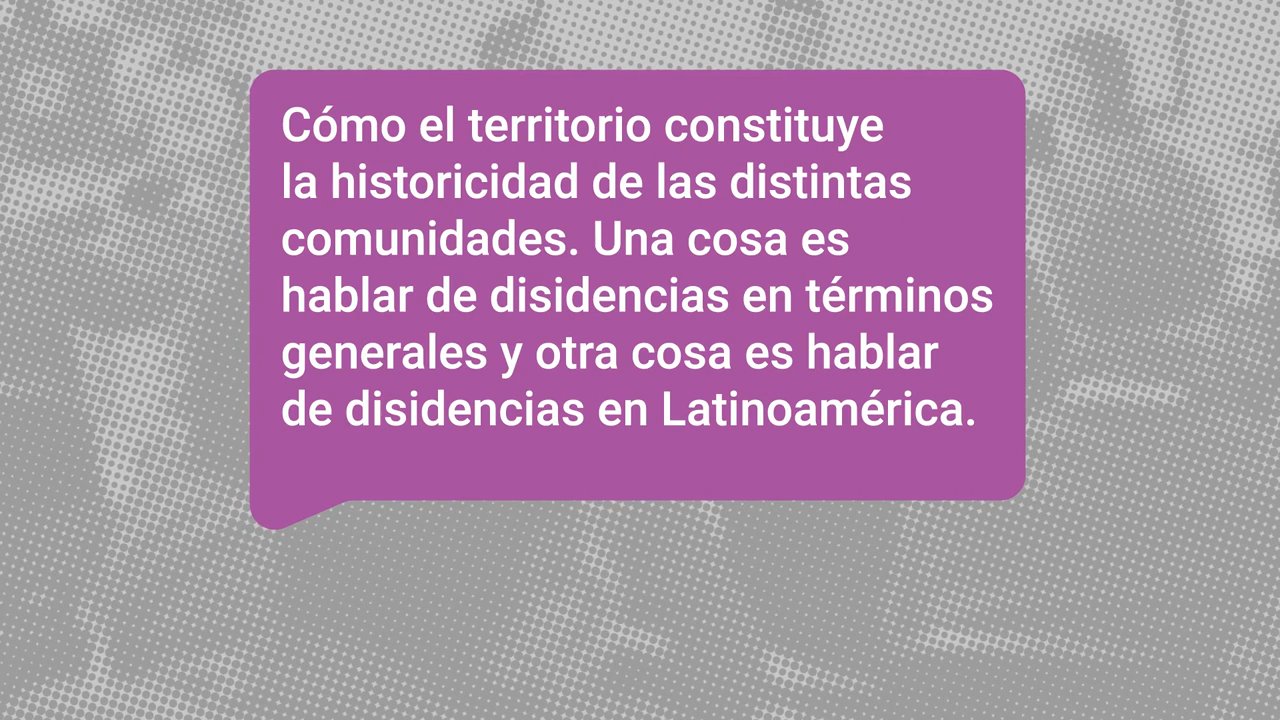 Cómo el territorio constituye
la historicidad de las distintas
comunidades. Una cosa es
hablar de disidencias en términos
generales y otra cosa es hablar
de disidencias en Latinoamérica.